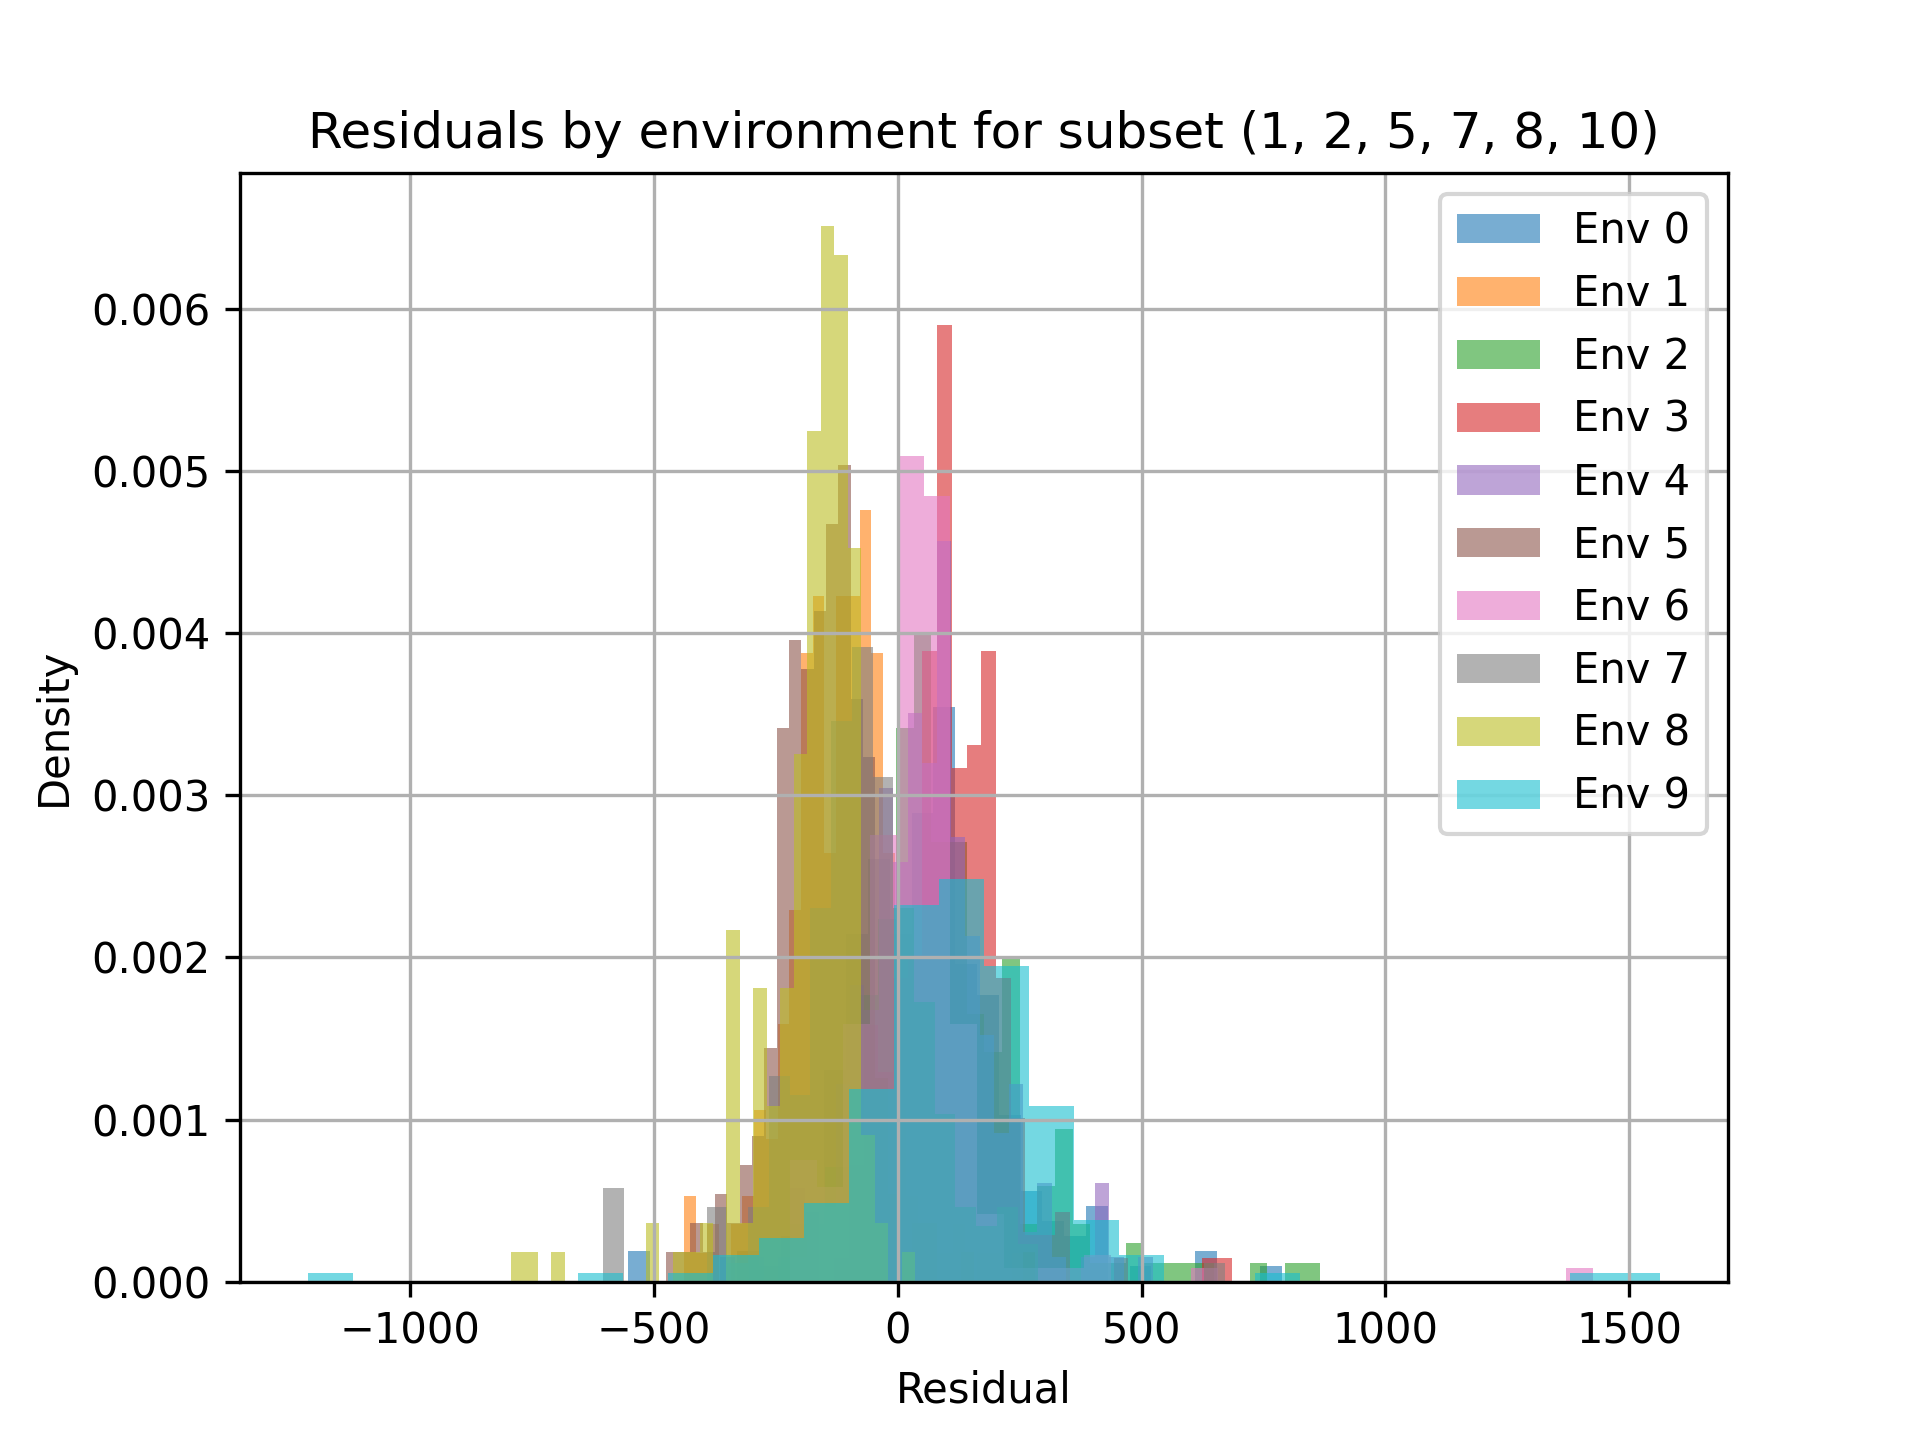 Residuals by environment for subset (1, 2, 5, 7, 8, 10)
Env 0
Env 1
Env 2
Env 3
Env 4
Env 5
Env 6
Env 7
Env 8
Env 9
Density
0.006
0.005
0.004
0.003
0.002
0.001
0.000
−1000 −500 0 500 1000 1500
Residual